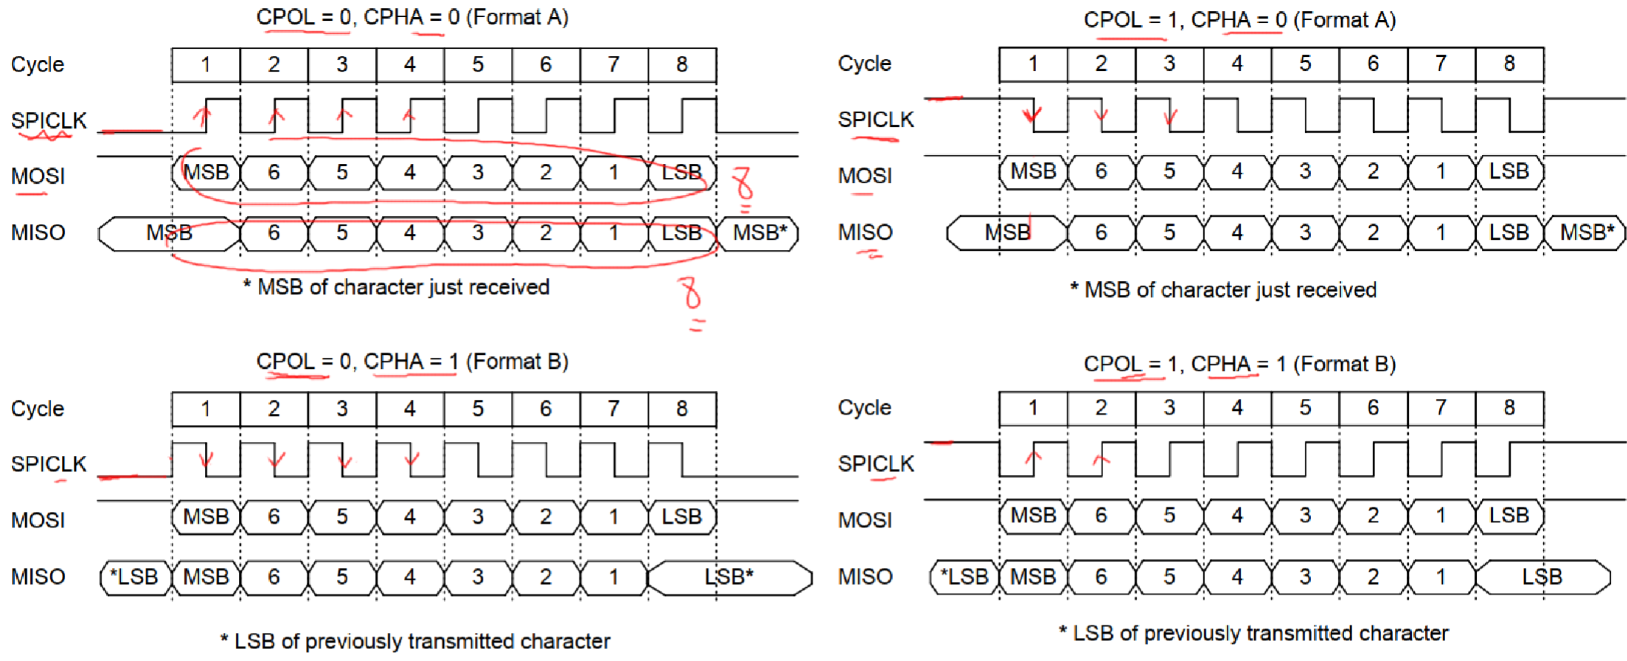 CPOL = 0, CPHA = 0 (Format A)
Cycle 1 2 3 4 5 6 7 8
SPICLK
MOSI MSB 6 5 4 3 2 1 LSB
8
MISO MSB 6 5 4 3 2 1 LSB MSB*
* MSB of character just received
8
CPOL = 1, CPHA = 0 (Format A)
Cycle 1 2 3 4 5 6 7 8
SPICLK
MOSI MSB 6 5 4 3 2 1 LSB
MISO MSB 6 5 4 3 2 1 LSB MSB*
* MSB of character just received
CPOL = 0, CPHA = 1 (Format B)
Cycle 1 2 3 4 5 6 7 8
SPICLK
MOSI MSB 6 5 4 3 2 1 LSB
MISO *LSB MSB 6 5 4 3 2 1 LSB*
* LSB of previously transmitted character
CPOL = 1, CPHA = 1 (Format B)
Cycle 1 2 3 4 5 6 7 8
SPICLK
MOSI MSB 6 5 4 3 2 1 LSB
MISO *LSB MSB 6 5 4 3 2 1 LSB
* LSB of previously transmitted character